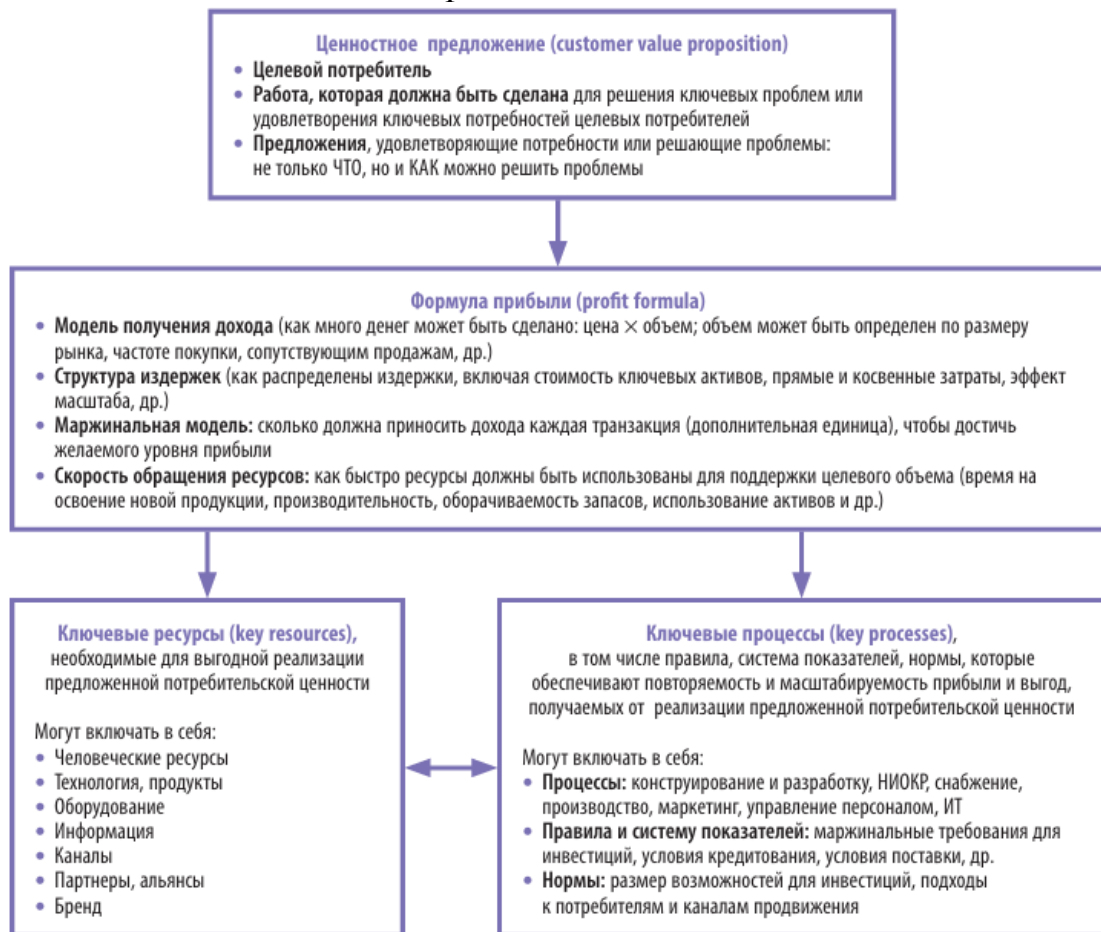 Ценностное предложение (customer value proposition)
• Целевой потребитель
• Работа, которая должна быть сделана для решения ключевых проблем или
удовлетворения ключевых потребностей целевых потребителей
• Предложения, удовлетворяющие потребности или решающие проблемы:
не только ЧТО, но и КАК можно решить проблемы
Формула прибыли (profit formula)
• Модель получения дохода (как много денег может быть сделано: цена × объем; объем может быть определен по размеру
рынка, частоте покупки, сопутствующим продажам, др.)
• Структура издержек (как распределены издержки, включая стоимость ключевых активов, прямые и косвенные затраты, эффект
масштаба, др.)
• Маржинальная модель: сколько должна приносить дохода каждая транзакция (дополнительная единица), чтобы достичь
желаемого уровня прибыли
• Скорость обращения ресурсов: как быстро ресурсы должны быть использованы для поддержки целевого объема (время на
освоение новой продукции, производительность, оборачиваемость запасов, использование активов и др.)
Ключевые ресурсы (key resources),
необходимые для выгодной реализации
предложенной потребительской ценности
Могут включать в себя:
• Человеческие ресурсы
• Технология, продукты
• Оборудование
• Информация
• Каналы
• Партнеры, альянсы
• Бренд
Ключевые процессы (key processes),
в том числе правила, система показателей, нормы, которые
обеспечивают повторяемость и масштабируемость прибыли и выгод,
получаемых от реализации предложенной потребительской ценности
Могут включать в себя:
• Процессы: конструирование и разработку, НИОКР, снабжение,
производство, маркетинг, управление персоналом, ИТ
• Правила и систему показателей: маржинальные требования для
инвестиций, условия кредитования, условия поставки, др.
• Нормы: размер возможностей для инвестиций, подходы
к потребителям и каналам продвижения